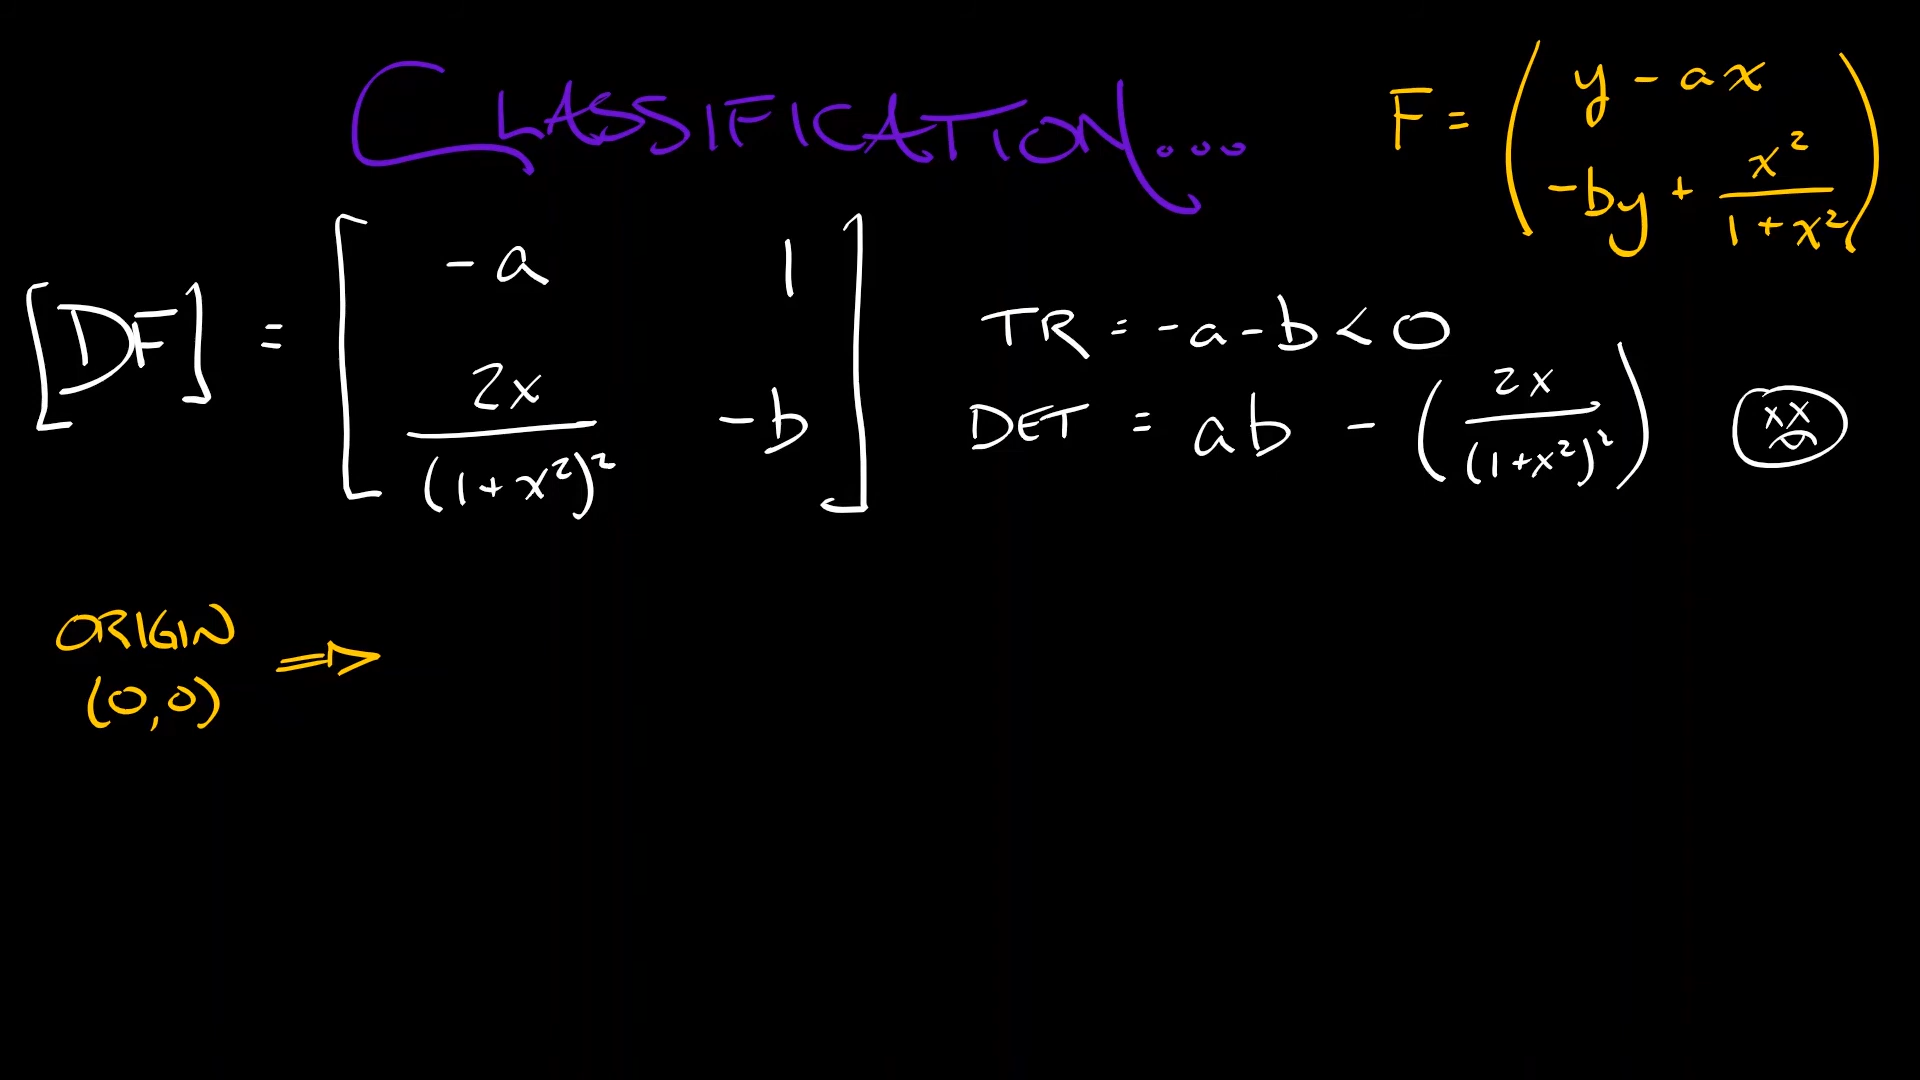 CLASSIFICATION...
F = ( y - ax
-by + x² / (1 + x²) )
[DF] = [ -a 1
2x / (1+x²)² -b ]
TR = -a - b < 0
DET = ab - ( 2x / (1+x²)² )
xx
ORIGIN ⇒
(0,0)